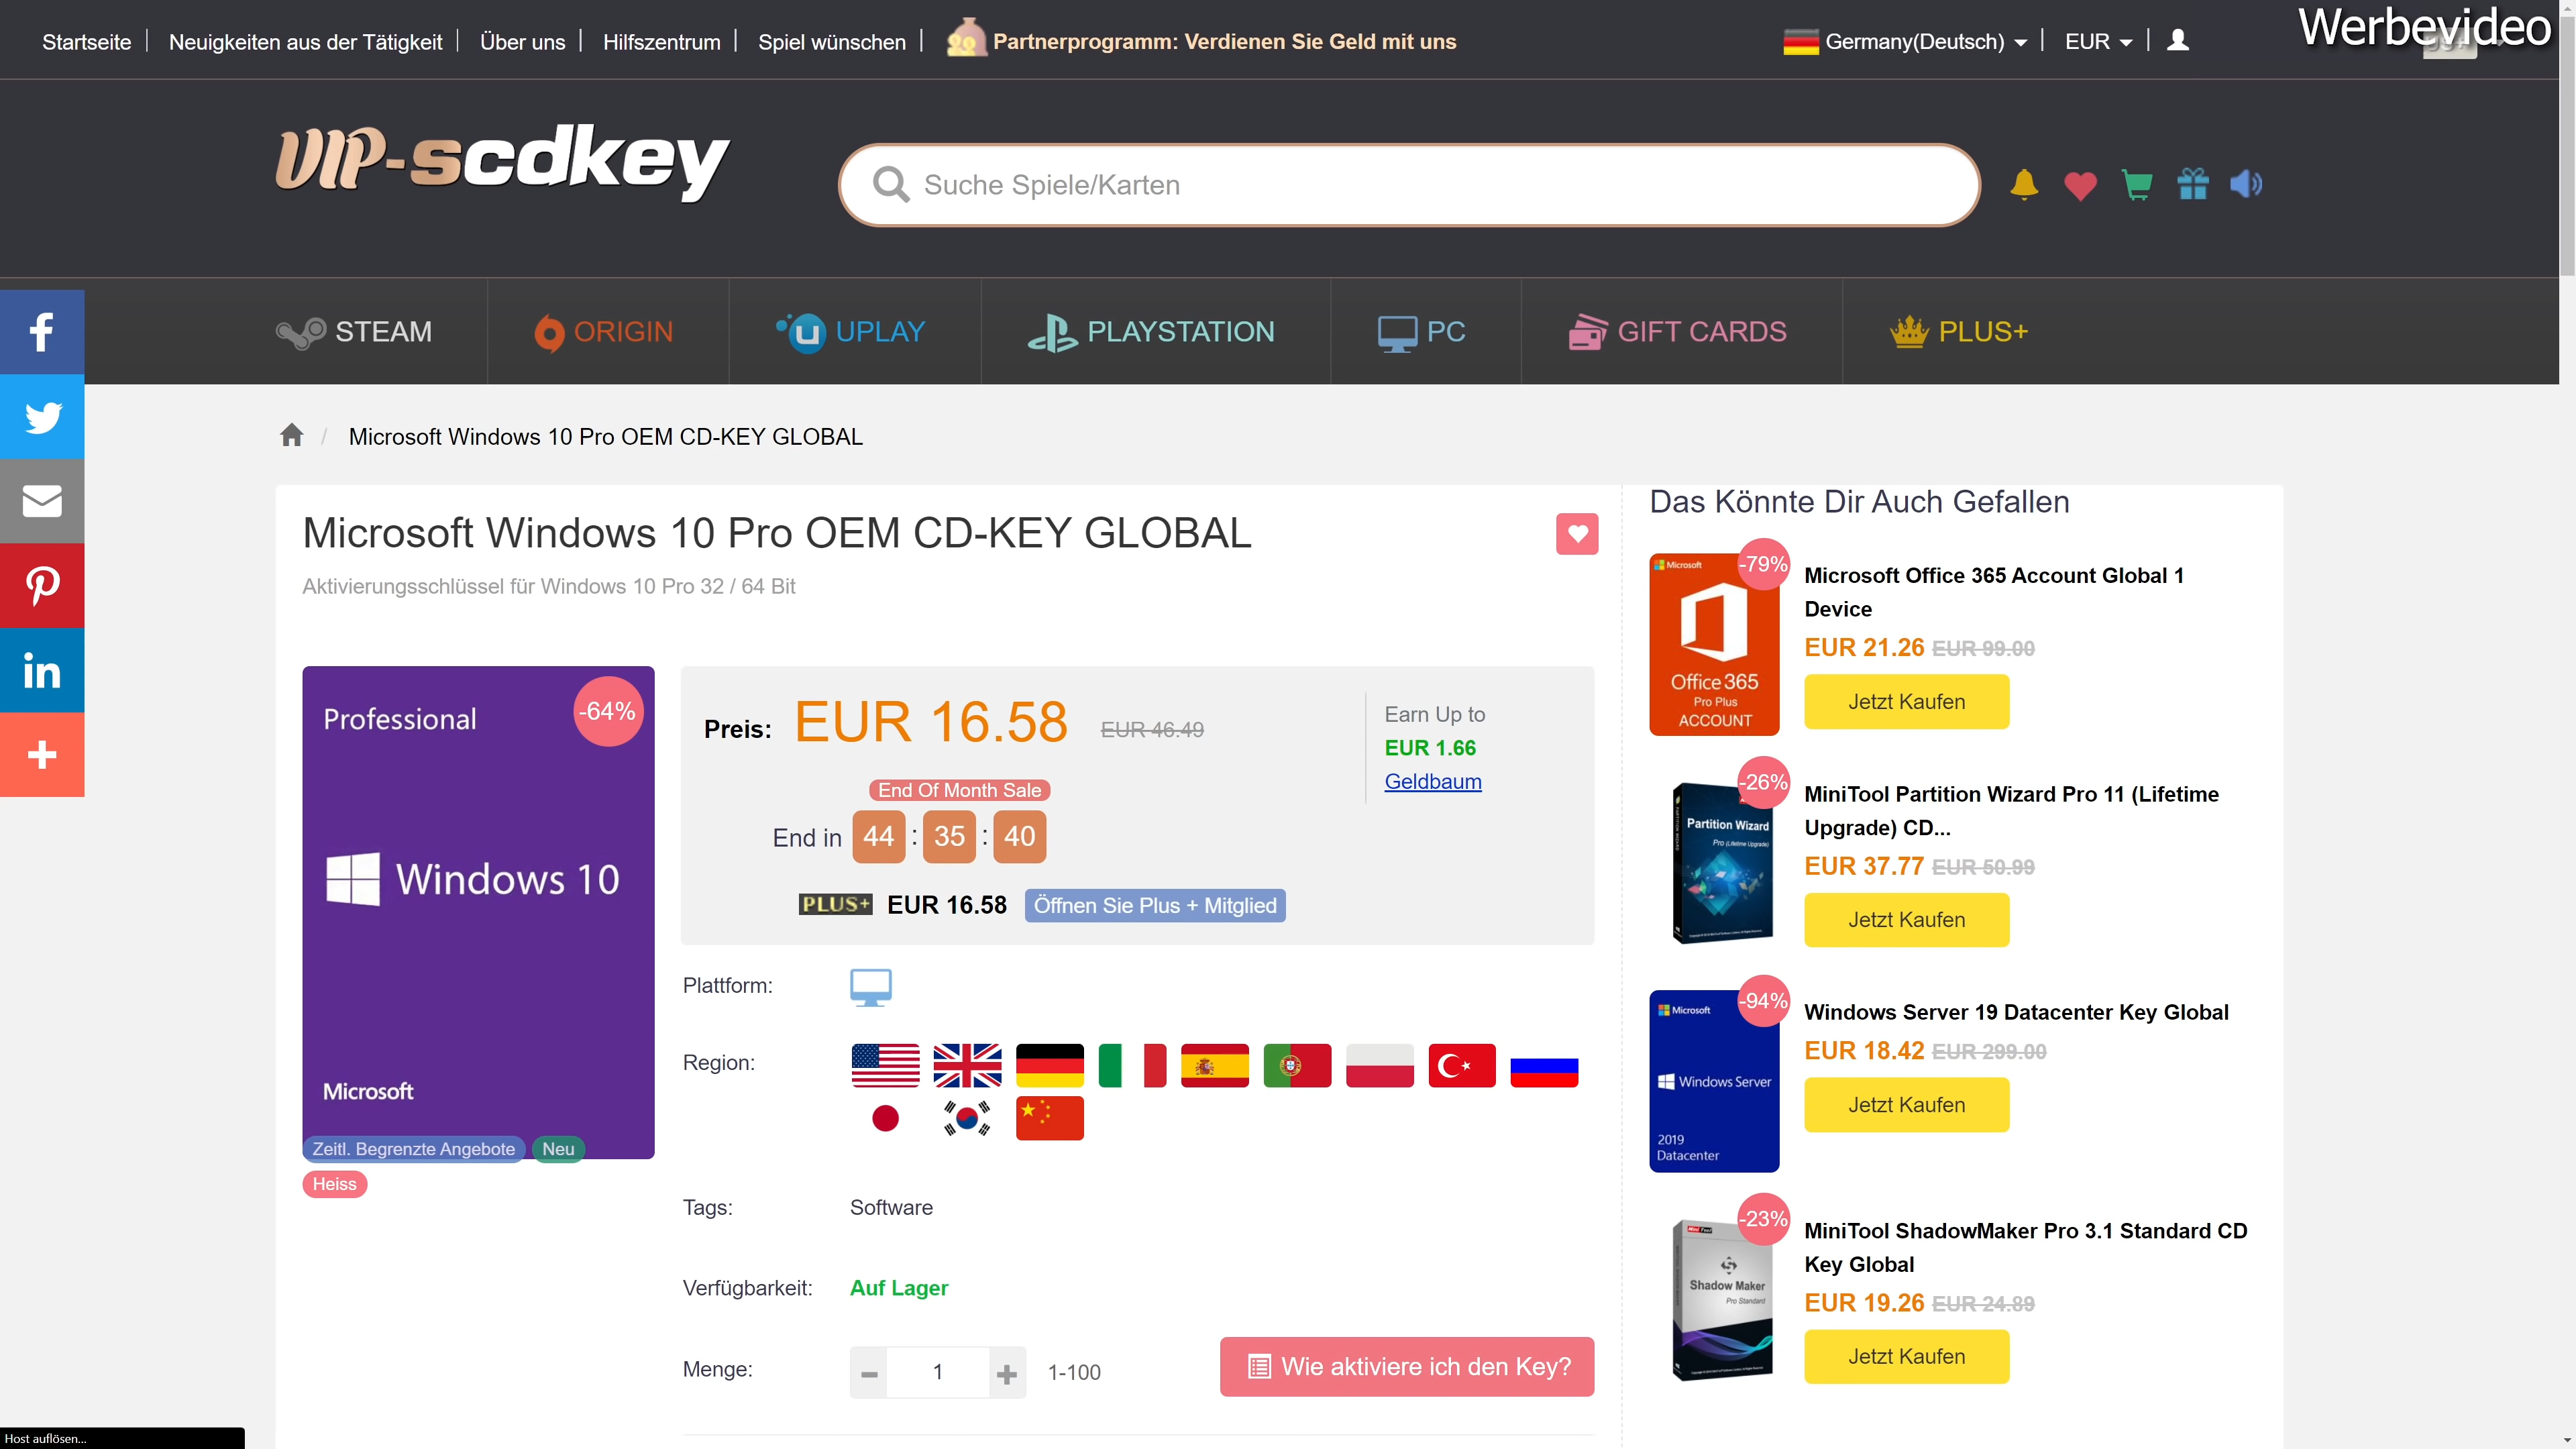 Startseite
Neuigkeiten aus der Tätigkeit
Über uns
Hilfszentrum
Spiel wünschen
Partnerprogramm: Verdienen Sie Geld mit uns
Germany(Deutsch)
EUR
Werbevideo
VIP-scdkey
Suche Spiele/Karten
STEAM
ORIGIN
UPLAY
PLAYSTATION
PC
GIFT CARDS
PLUS+
/ Microsoft Windows 10 Pro OEM CD-KEY GLOBAL
Microsoft Windows 10 Pro OEM CD-KEY GLOBAL
Aktivierungsschlüssel für Windows 10 Pro 32 / 64 Bit
Professional
-64%
Windows 10
Microsoft
Zeitl. Begrenzte Angebote
Neu
Heiss
Preis: EUR 16.58 EUR 46.49
End Of Month Sale
End in 44 : 35 : 40
PLUS+ EUR 16.58 Öffnen Sie Plus + Mitglied
Earn Up to
EUR 1.66
Geldbaum
Plattform:
Region:
Tags: Software
Verfügbarkeit: Auf Lager
Menge: 1 1-100
Wie aktiviere ich den Key?
Das Könnte Dir Auch Gefallen
Microsoft
-79%
Office 365
Pro Plus
ACCOUNT
Microsoft Office 365 Account Global 1
Device
EUR 21.26 EUR 99.00
Jetzt Kaufen
-26%
Partition Wizard
Pro (Lifetime Upgrade)
MiniTool Partition Wizard Pro 11 (Lifetime
Upgrade) CD...
EUR 37.77 EUR 50.99
Jetzt Kaufen
Microsoft
-94%
Windows Server
2019
Datacenter
Windows Server 19 Datacenter Key Global
EUR 18.42 EUR 299.00
Jetzt Kaufen
-23%
Shadow Maker
Pro Standard
MiniTool ShadowMaker Pro 3.1 Standard CD
Key Global
EUR 19.26 EUR 24.89
Jetzt Kaufen
Host auflösen...